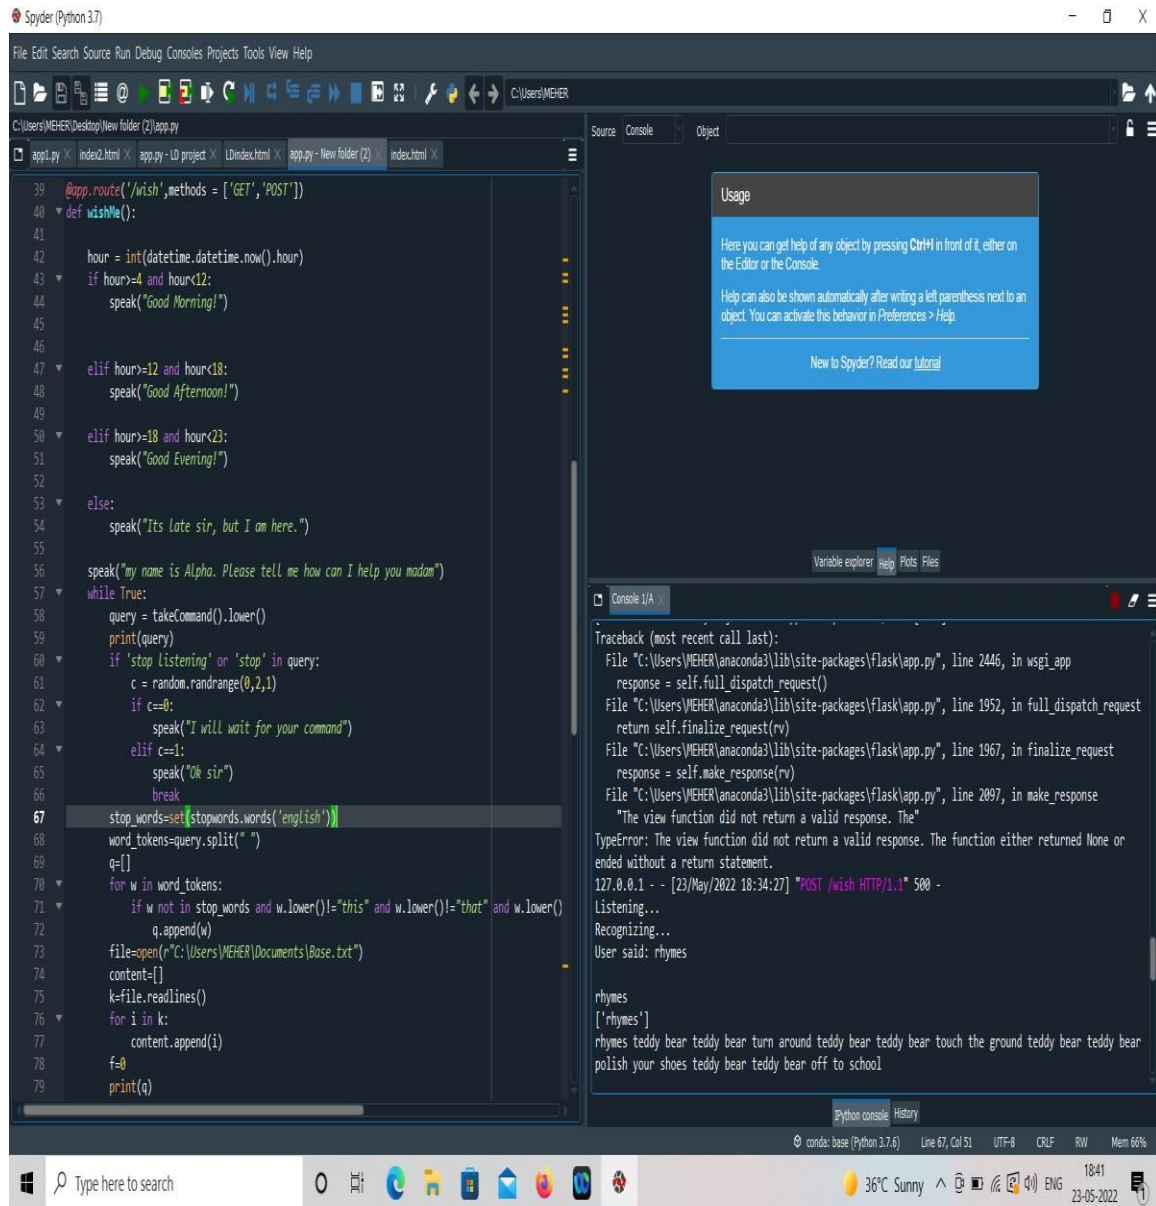 Spyder (Python 3.7)
File Edit Search Source Run Debug Consoles Projects Tools View Help
C:\Users\MEHER
C:\Users\MEHER\Desktop\New folder (2)\app.py
app1.py index2.html app.py - LD project LDindex.html app.py - New folder (2) index.html
39 @app.route('/wish',methods = ['GET','POST'])
40 def wishMe():
41
42 hour = int(datetime.datetime.now().hour)
43 if hour>=4 and hour<12:
44 speak("Good Morning!")
45
46
47 elif hour>=12 and hour<18:
48 speak("Good Afternoon!")
49
50 elif hour>=18 and hour<23:
51 speak("Good Evening!")
52
53 else:
54 speak("Its late sir, but I am here.")
55
56 speak("my name is Alpha. Please tell me how can I help you madam")
57 while True:
58 query = takeCommand().lower()
59 print(query)
60 if 'stop listening' or 'stop' in query:
61 c = random.randrange(0,2,1)
62 if c==0:
63 speak("I will wait for your command")
64 elif c==1:
65 speak("Ok sir")
66 break
67 stop_words=set(stopwords.words('english'))
68 word_tokens=query.split(" ")
69 q=[]
70 for w in word_tokens:
71 if w not in stop_words and w.lower()!="this" and w.lower()!="that" and w.lower()
72 q.append(w)
73 file=open(r"C:\Users\MEHER\Documents\Base.txt")
74 content=[]
75 k=file.readlines()
76 for i in k:
77 content.append(i)
78 f=0
79 print(q)
Source Console Object
Usage
Here you can get help of any object by pressing Ctrl+I in front of it, either on
the Editor or the Console.
Help can also be shown automatically after writing a left parenthesis next to an
object. You can activate this behavior in Preferences > Help.
New to Spyder? Read our tutorial
Variable explorer Help Plots Files
Console 1/A
Traceback (most recent call last):
File "C:\Users\MEHER\anaconda3\lib\site-packages\flask\app.py", line 2446, in wsgi_app
response = self.full_dispatch_request()
File "C:\Users\MEHER\anaconda3\lib\site-packages\flask\app.py", line 1952, in full_dispatch_request
return self.finalize_request(rv)
File "C:\Users\MEHER\anaconda3\lib\site-packages\flask\app.py", line 1967, in finalize_request
response = self.make_response(rv)
File "C:\Users\MEHER\anaconda3\lib\site-packages\flask\app.py", line 2097, in make_response
"The view function did not return a valid response. The"
TypeError: The view function did not return a valid response. The function either returned None or
ended without a return statement.
127.0.0.1 - - [23/May/2022 18:34:27] "POST /wish HTTP/1.1" 500 -
Listening...
Recognizing...
User said: rhymes
rhymes
['rhymes']
rhymes teddy bear teddy bear turn around teddy bear teddy bear touch the ground teddy bear teddy bear
polish your shoes teddy bear teddy bear off to school
IPython console History
conda: base (Python 3.7.6) Line 67, Col 51 UTF-8 CRLF RW Mem 66%
Type here to search
36°C Sunny ENG
18:41
23-05-2022
1